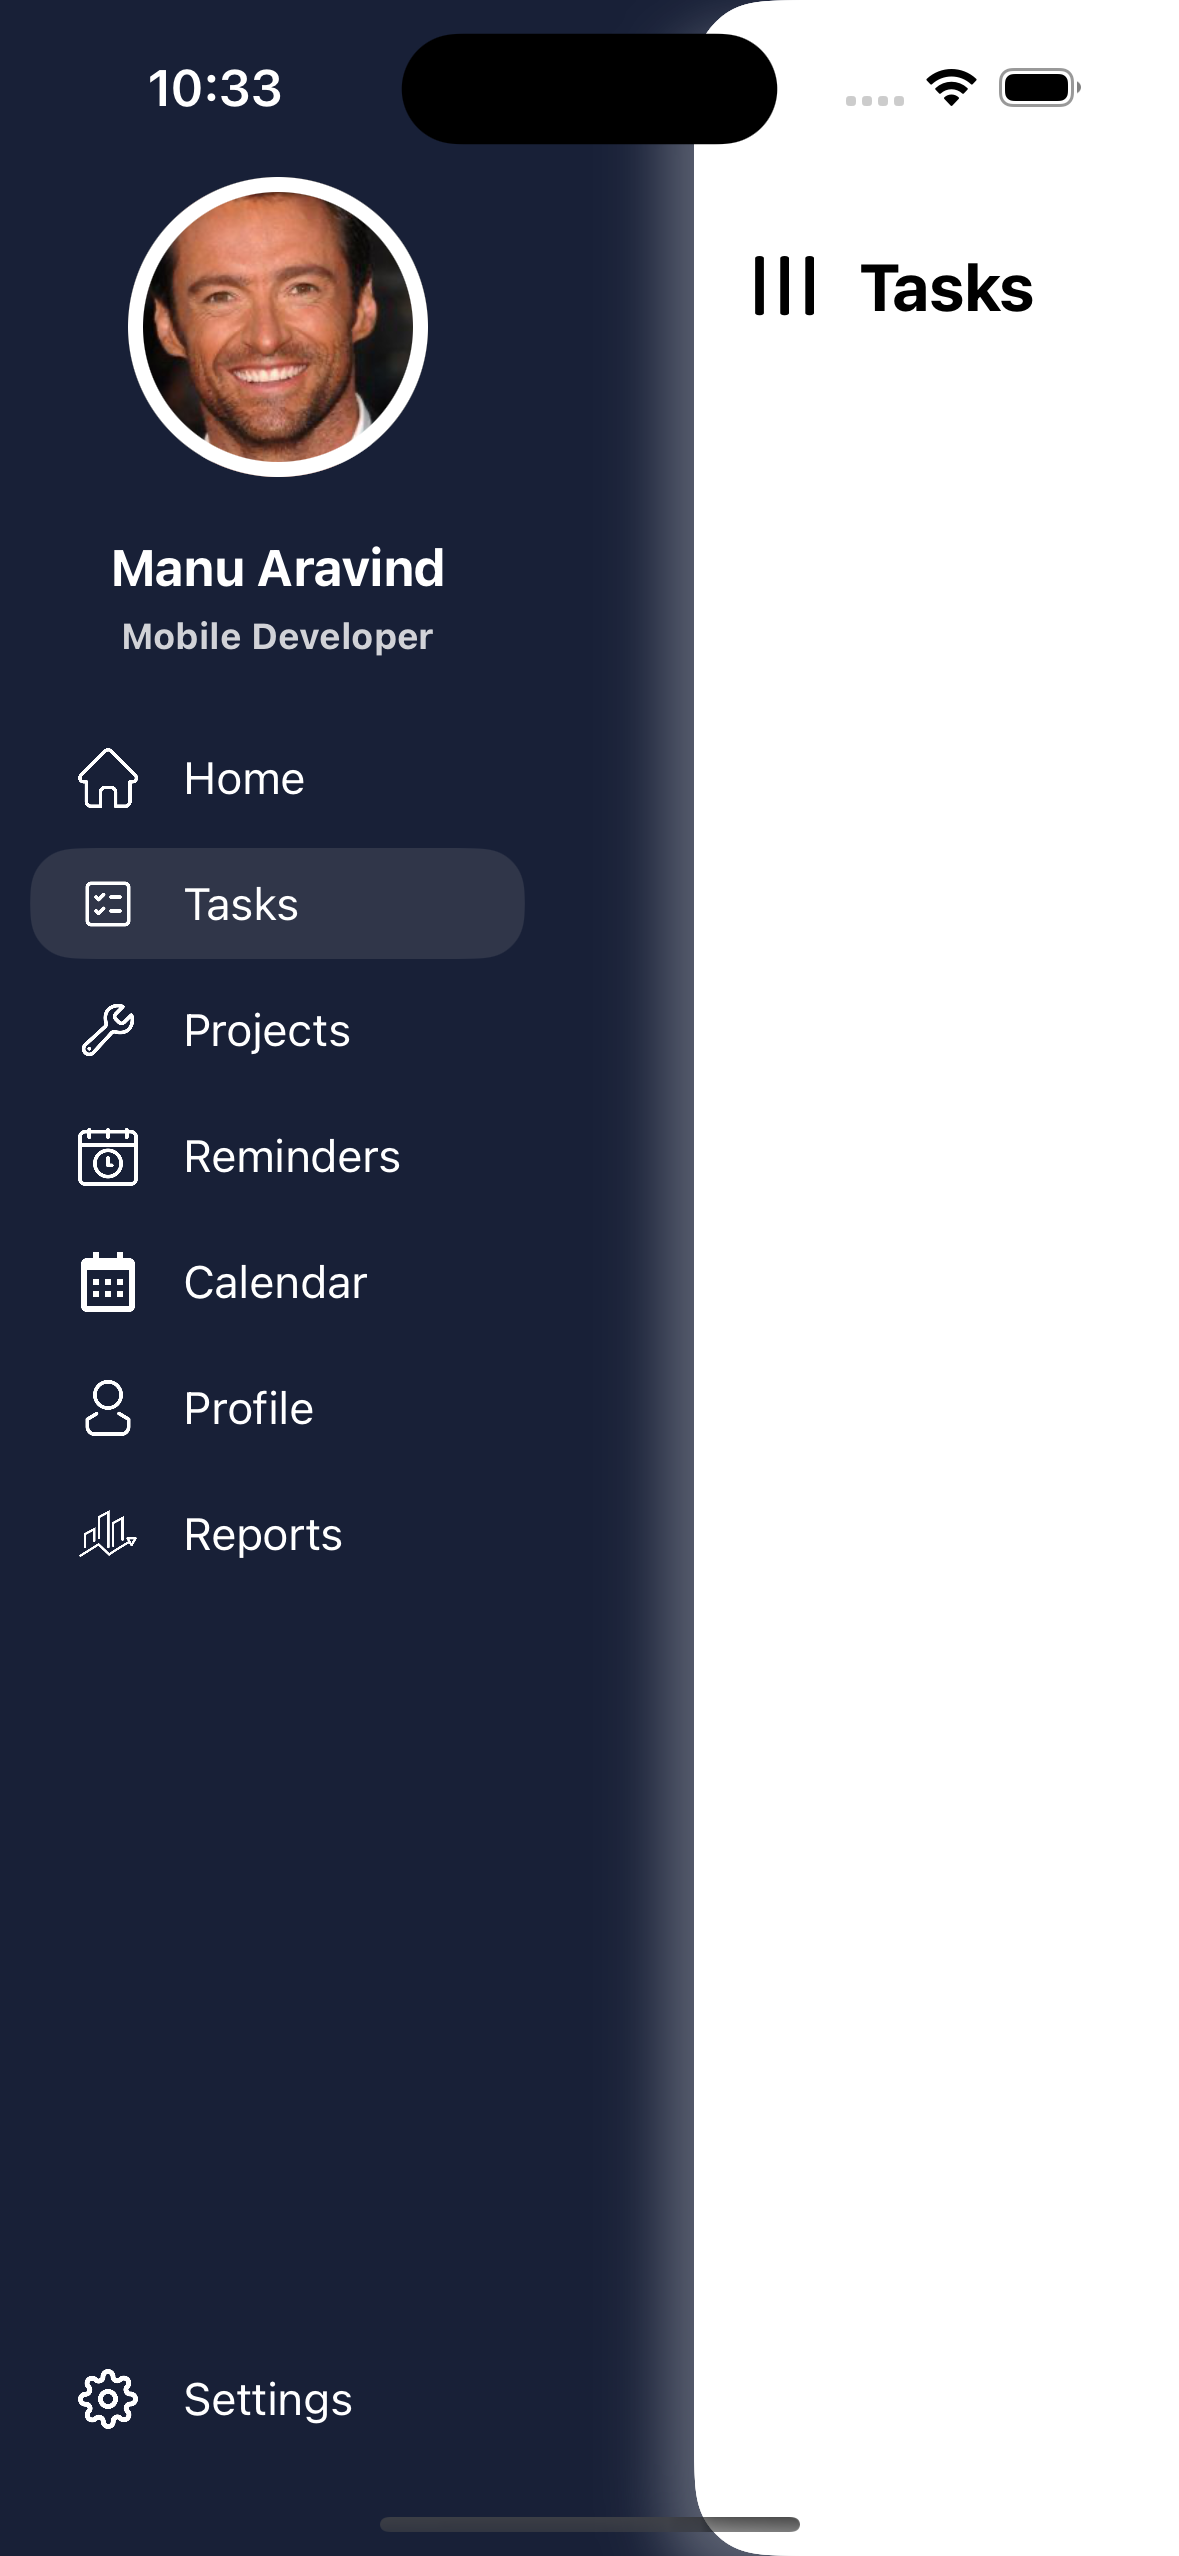 10:33
Tasks
Manu Aravind
Mobile Developer
Home
Tasks
Projects
Reminders
Calendar
Profile
Reports
Settings